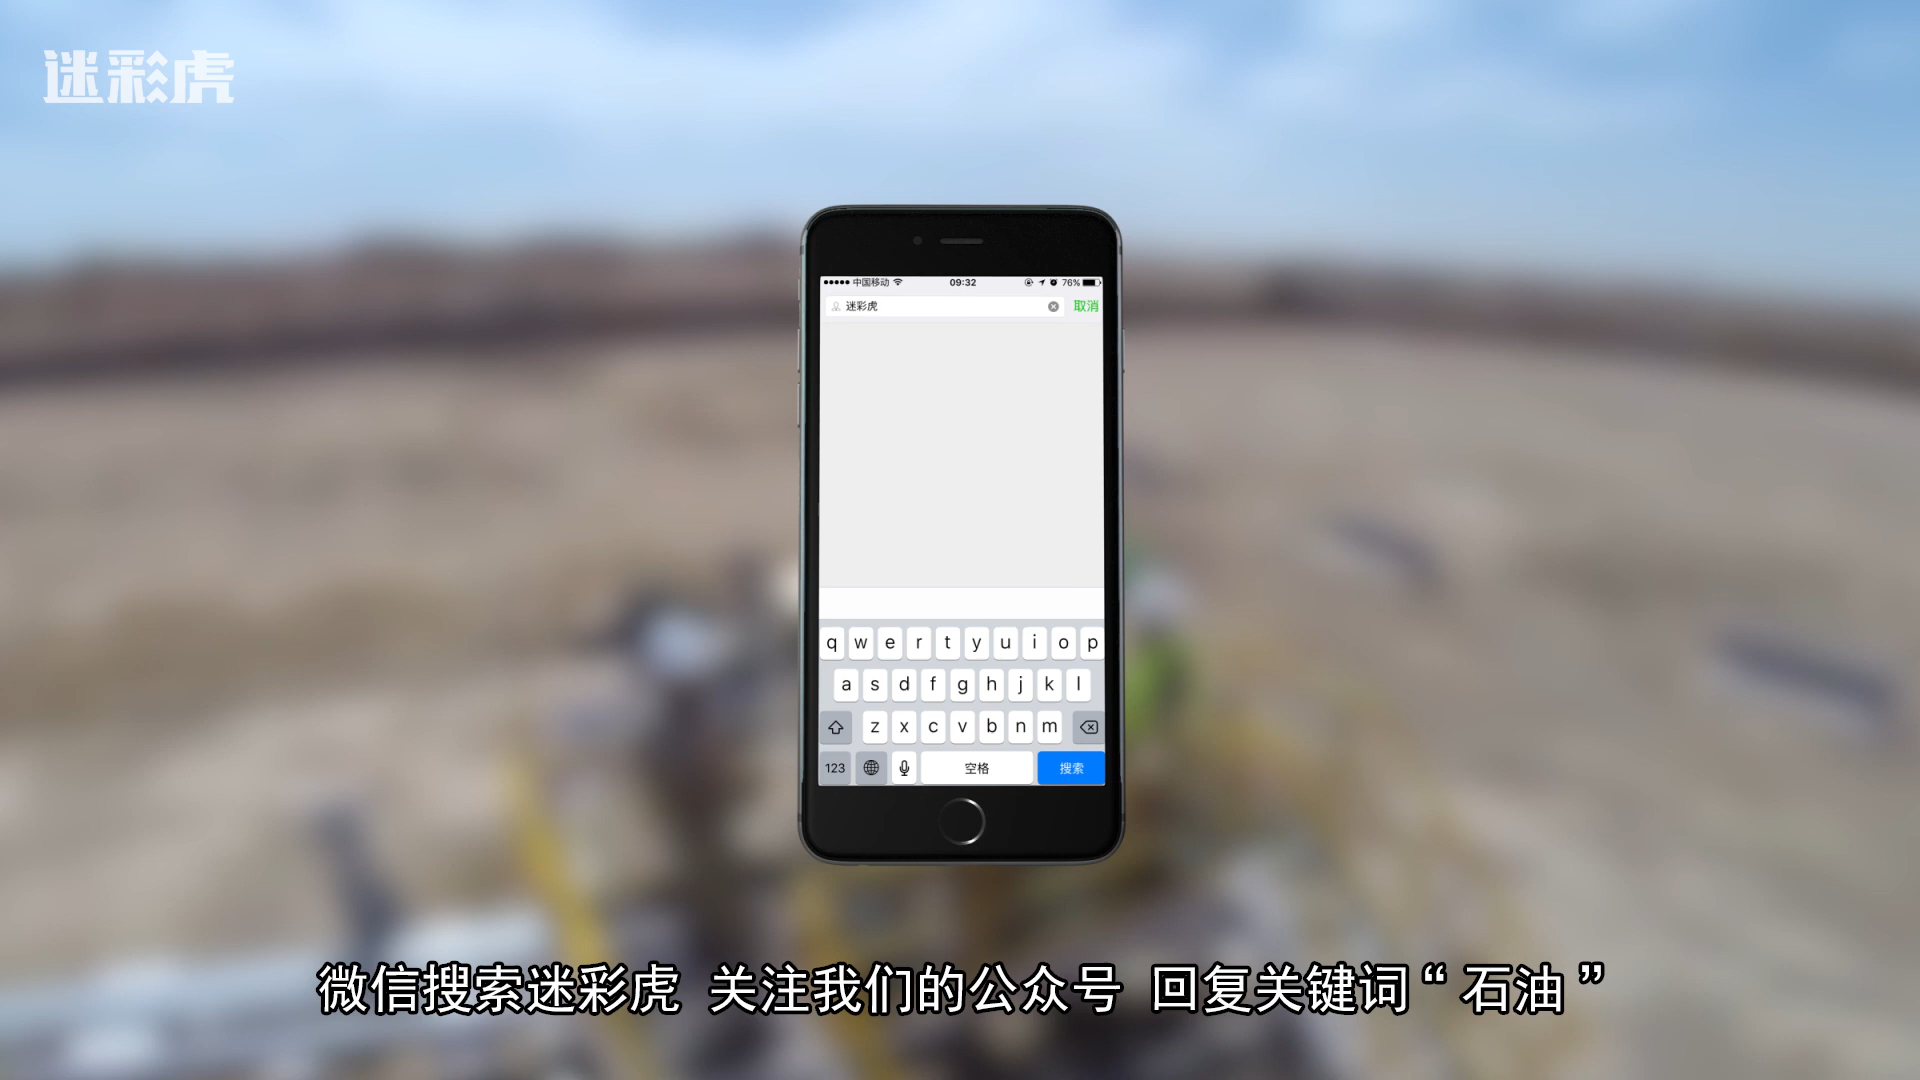 迷彩虎
中国移动 09:32 76%
迷彩虎 取消
q w e r t y u i o p
a s d f g h j k l
z x c v b n m
123 空格 搜索
微信搜索迷彩虎 关注我们的公众号 回复关键词“石油”